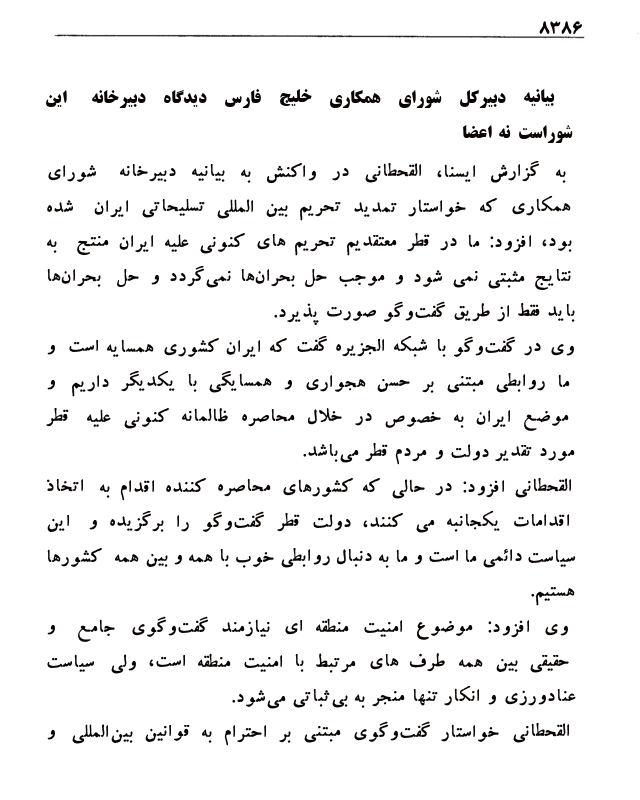 ۸۳۸۶
بیانیه دبیرکل شورای همکاری خلیج فارس دیدگاه دبیرخانه این
شوراست نه اعضا
به گزارش ایسنا، القحطانی در واکنش به بیانیه دبیرخانه شورای
همکاری که خواستار تمدید تحریم بین المللی تسلیحاتی ایران شده
بود، افزود: ما در قطر معتقدیم تحریم های کنونی علیه ایران منتج به
نتایج مثبتی نمی شود و موجب حل بحران‌ها نمی‌گردد و حل بحران‌ها
باید فقط از طریق گفت‌وگو صورت پذیرد.
وی در گفت‌وگو با شبکه الجزیره گفت که ایران کشوری همسایه است و
ما روابطی مبتنی بر حسن هجواری و همسایگی با یکدیگر داریم و
موضع ایران به خصوص در خلال محاصره ظالمانه کنونی علیه قطر
مورد تقدیر دولت و مردم قطر می‌باشد.
القحطانی افزود: در حالی که کشورهای محاصره کننده اقدام به اتخاذ
اقدامات یکجانبه می کنند، دولت قطر گفت‌وگو را برگزیده و این
سیاست دائمی ما است و ما به دنبال روابطی خوب با همه و بین همه کشورها
هستیم.
وی افزود: موضوع امنیت منطقه ای نیازمند گفت‌وگوی جامع و
حقیقی بین همه طرف های مرتبط با امنیت منطقه است، ولی سیاست
عنادورزی و انکار تنها منجر به بی‌ثباتی می‌شود.
القحطانی خواستار گفت‌وگوی مبتنی بر احترام به قوانین بین‌المللی و